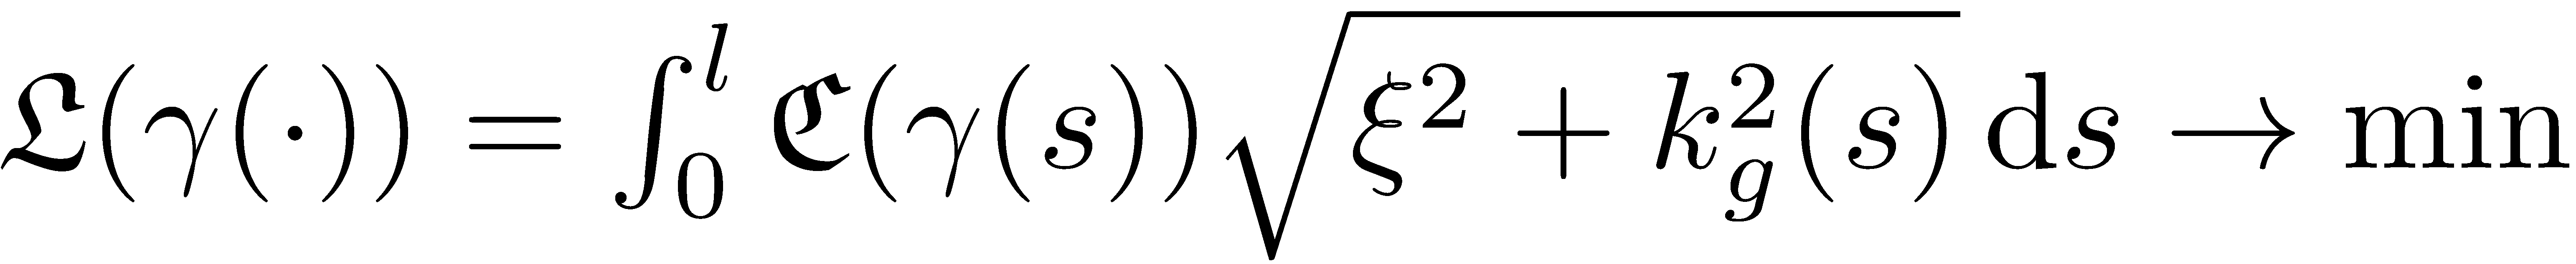 𝔏(γ(·)) = ∫₀ˡ ℭ(γ(s)) √(ξ² + k_g²(s)) ds → min